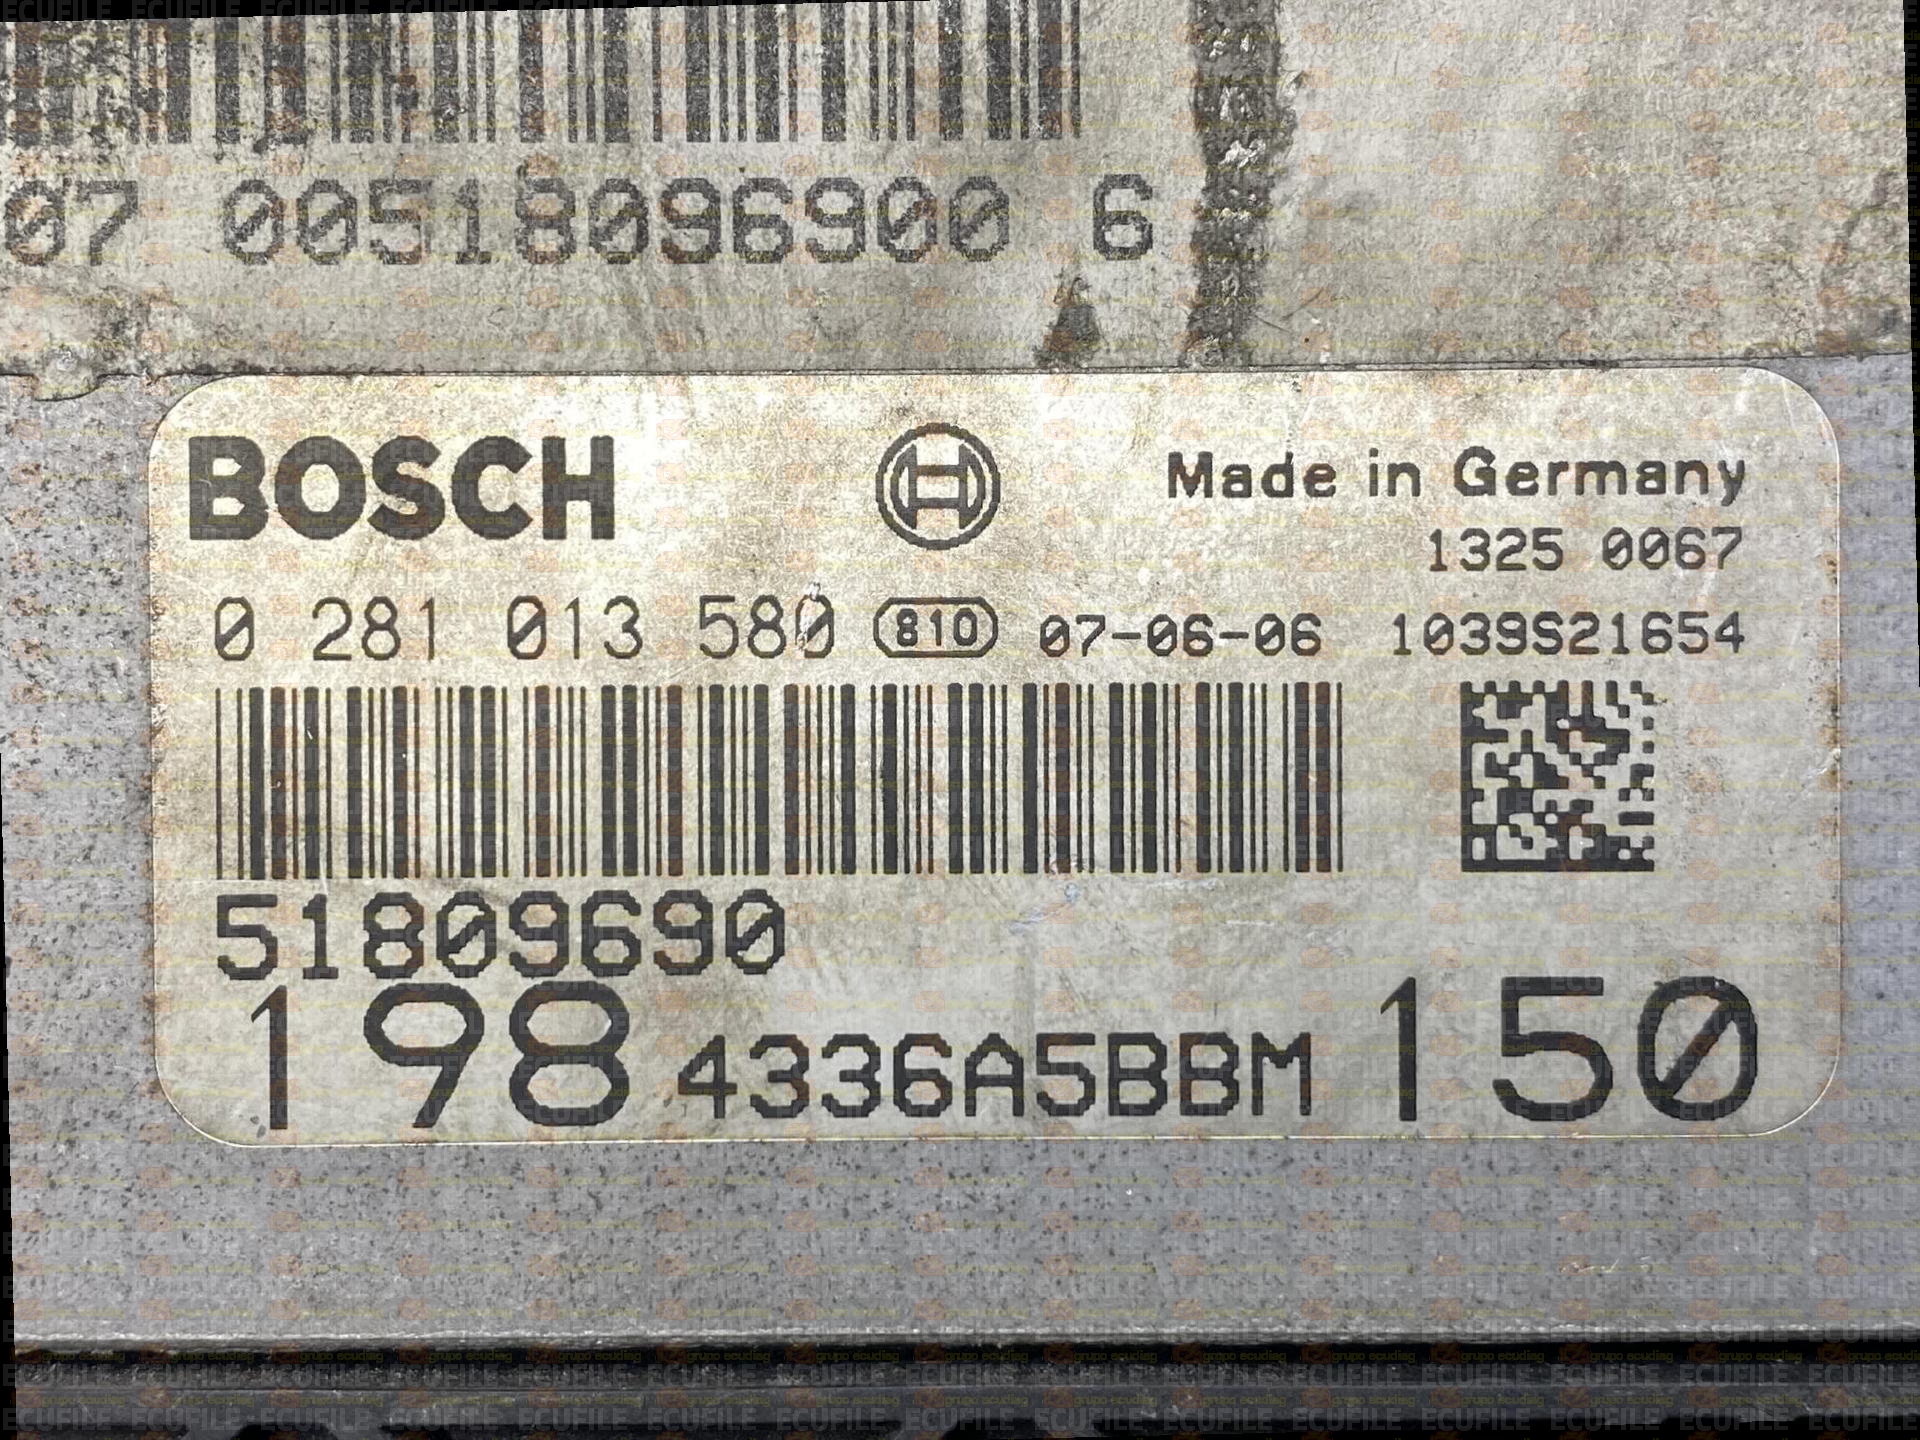 07 00518096900 6
BOSCH
Made in Germany
1325 0067
0 281 013 580 810 07-06-06 1039S21654
51809690
198 4336A5BBM 150